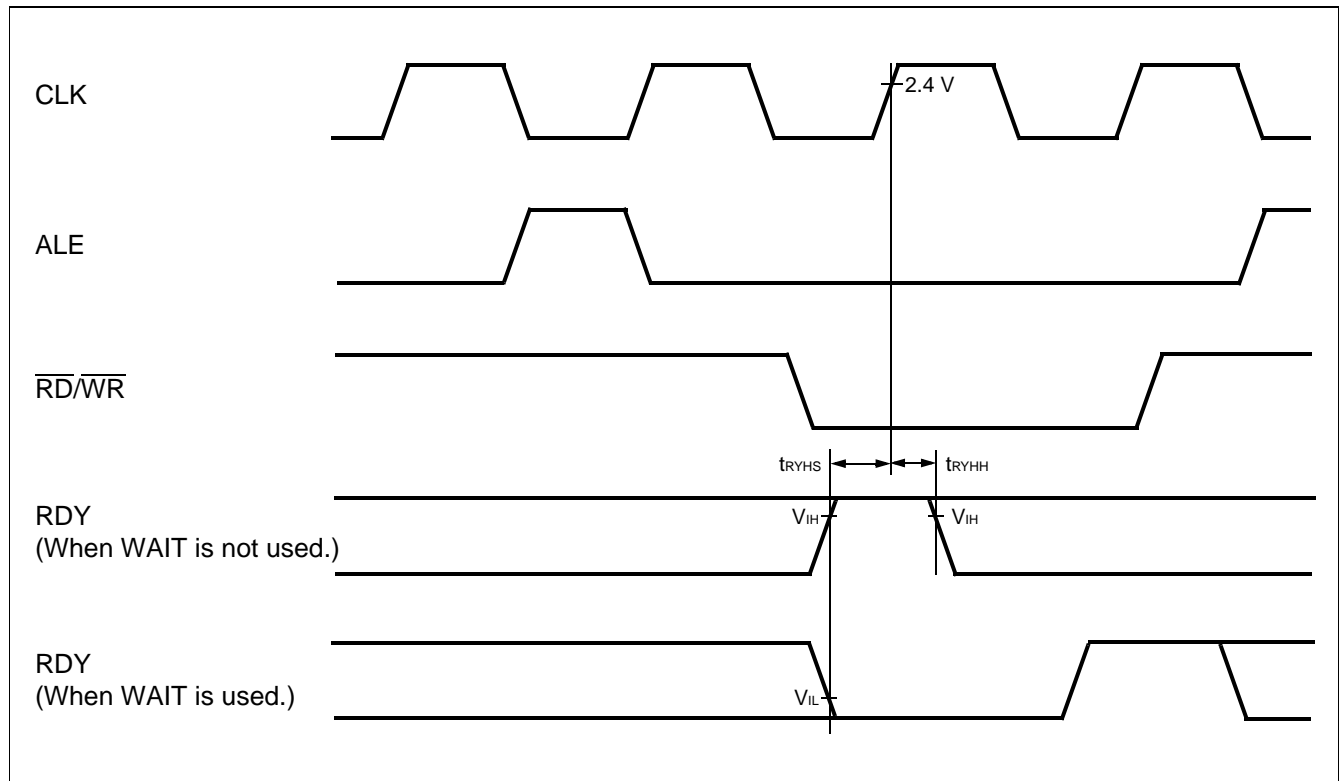 CLK
2.4 V
ALE
RD/WR
tRYHS
tRYHH
RDY
(When WAIT is not used.)
VIH
VIH
RDY
(When WAIT is used.)
VIL